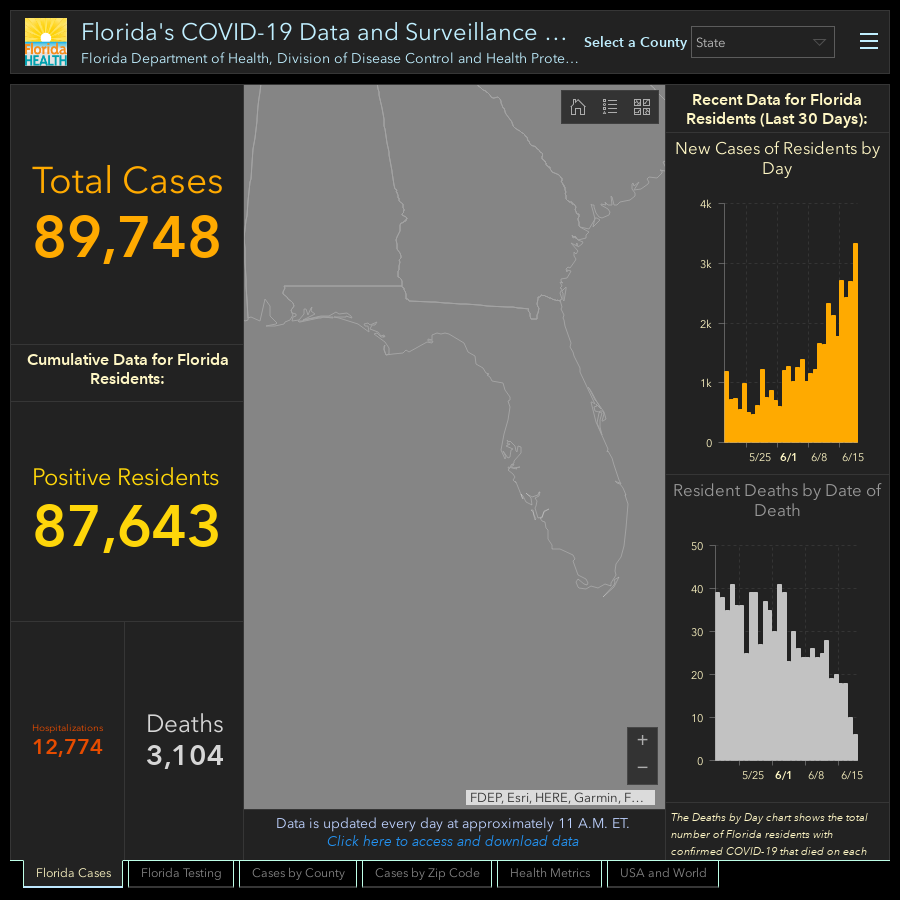 Florida
HEALTH
Florida's COVID-19 Data and Surveillance …
Florida Department of Health, Division of Disease Control and Health Prote…
Select a County
State
Total Cases
89,748
Cumulative Data for Florida
Residents:
Positive Residents
87,643
Hospitalizations
12,774
Deaths
3,104
+
−
FDEP, Esri, HERE, Garmin, F…
Data is updated every day at approximately 11 A.M. ET.
Click here to access and download data
Recent Data for Florida
Residents (Last 30 Days):
New Cases of Residents by
Day
4k
3k
2k
1k
0
5/25 6/1 6/8 6/15
Resident Deaths by Date of
Death
50
40
30
20
10
0
5/25 6/1 6/8 6/15
The Deaths by Day chart shows the total
number of Florida residents with
confirmed COVID-19 that died on each
Florida Cases
Florida Testing
Cases by County
Cases by Zip Code
Health Metrics
USA and World